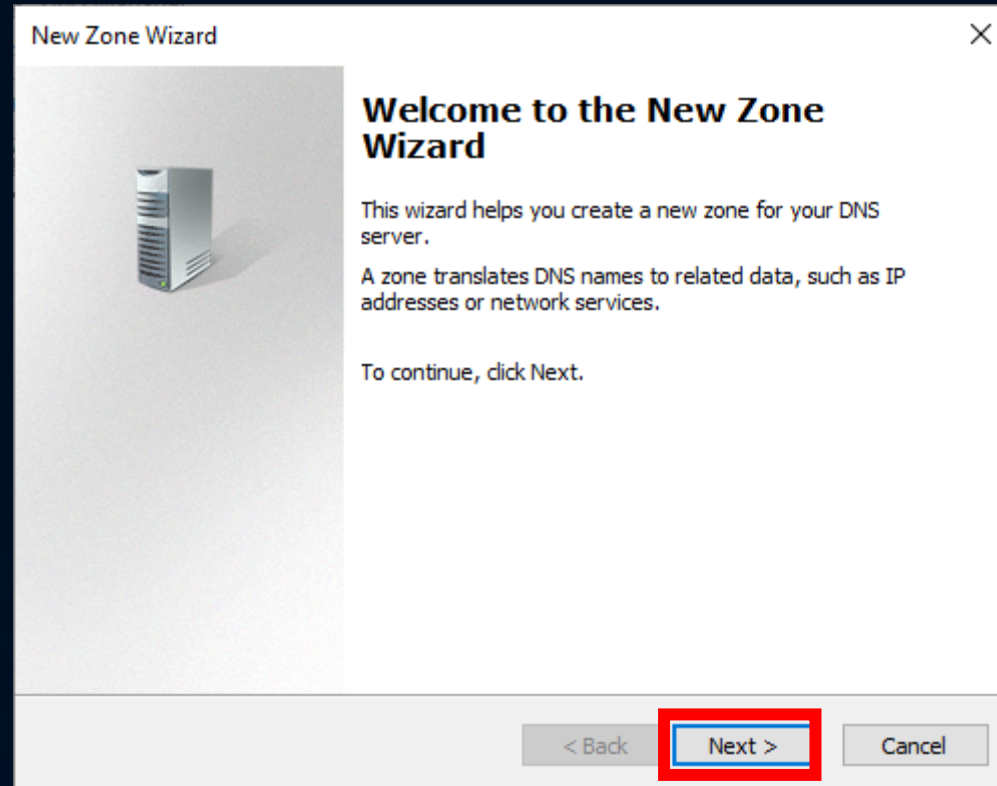 New Zone Wizard
Welcome to the New Zone
Wizard
This wizard helps you create a new zone for your DNS
server.
A zone translates DNS names to related data, such as IP
addresses or network services.
To continue, click Next.
< Back
Next >
Cancel